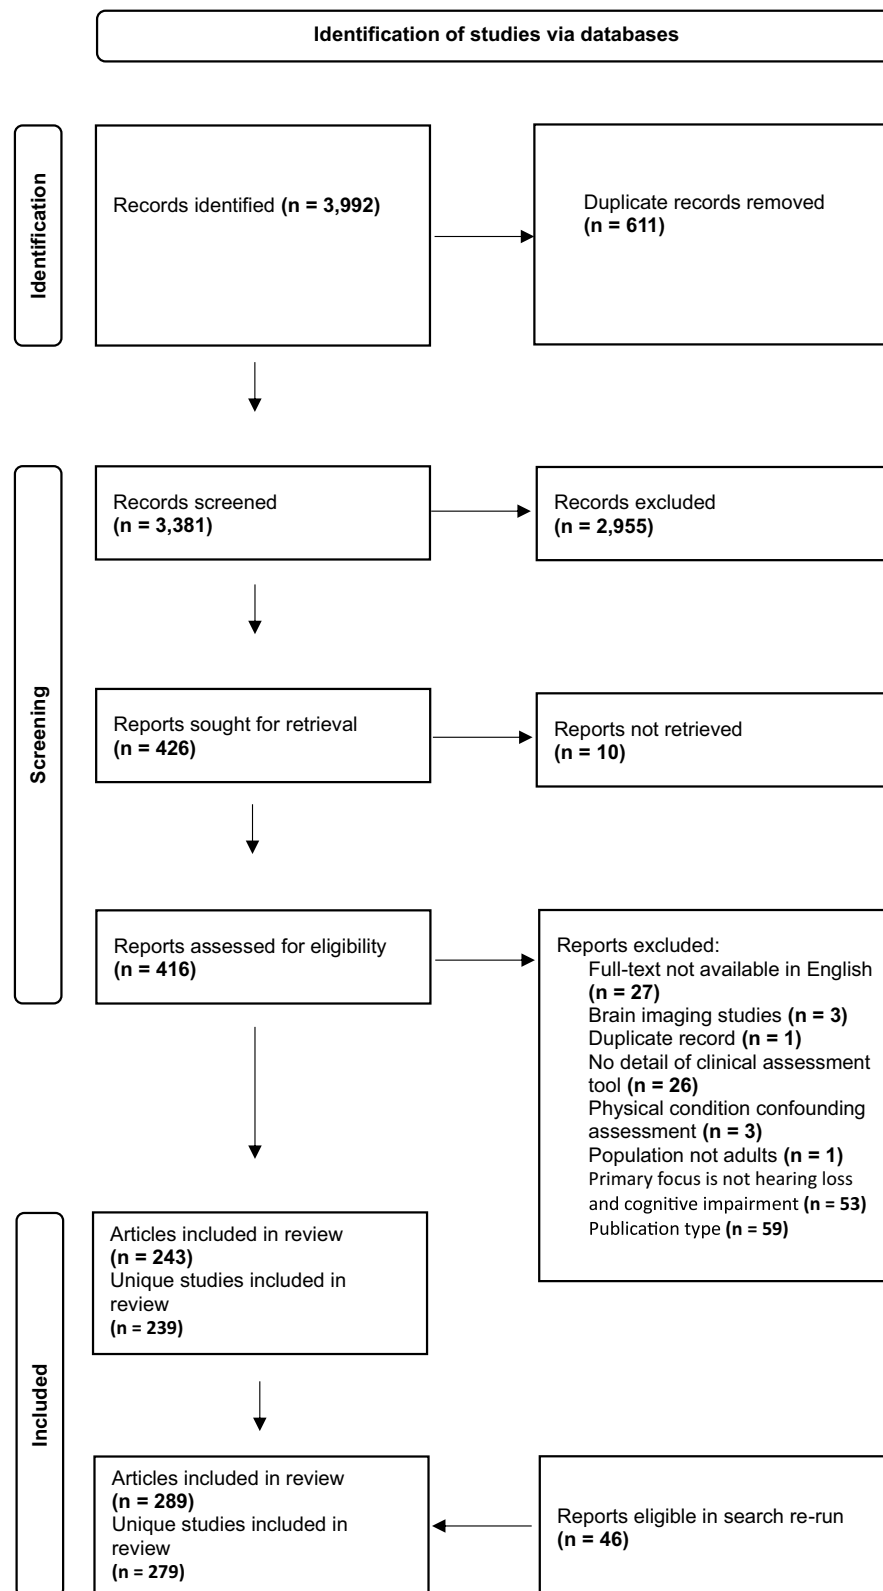 Identification of studies via databases
Identification
Records identified (n = 3,992)
Duplicate records removed
(n = 611)
Screening
Records screened
(n = 3,381)
Records excluded
(n = 2,955)
Reports sought for retrieval
(n = 426)
Reports not retrieved
(n = 10)
Reports assessed for eligibility
(n = 416)
Reports excluded:
Full-text not available in English
(n = 27)
Brain imaging studies (n = 3)
Duplicate record (n = 1)
No detail of clinical assessment
tool (n = 26)
Physical condition confounding
assessment (n = 3)
Population not adults (n = 1)
Primary focus is not hearing loss
and cognitive impairment (n = 53)
Publication type (n = 59)
Included
Articles included in review
(n = 243)
Unique studies included in
review
(n = 239)
Articles included in review
(n = 289)
Unique studies included in
review
(n = 279)
Reports eligible in search re-run
(n = 46)